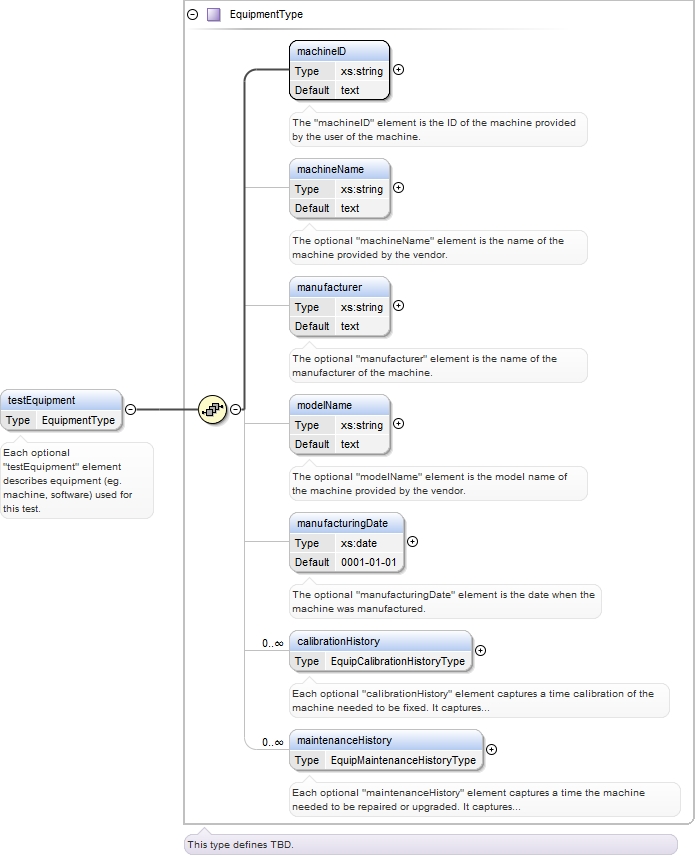 EquipmentType
machineID
Type xs:string
Default text
The "machineID" element is the ID of the machine provided
by the user of the machine.
machineName
Type xs:string
Default text
The optional "machineName" element is the name of the
machine provided by the vendor.
manufacturer
Type xs:string
Default text
The optional "manufacturer" element is the name of the
manufacturer of the machine.
testEquipment
Type EquipmentType
Each optional
"testEquipment" element
describes equipment (eg.
machine, software) used for
this test.
modelName
Type xs:string
Default text
The optional "modelName" element is the model name of
the machine provided by the vendor.
manufacturingDate
Type xs:date
Default 0001-01-01
The optional "manufacturingDate" element is the date when the
machine was manufactured.
0..∞
calibrationHistory
Type EquipCalibrationHistoryType
Each optional "calibrationHistory" element captures a time calibration of the
machine needed to be fixed. It captures...
0..∞
maintenanceHistory
Type EquipMaintenanceHistoryType
Each optional "maintenanceHistory" element captures a time the machine
needed to be repaired or upgraded. It captures...
This type defines TBD.